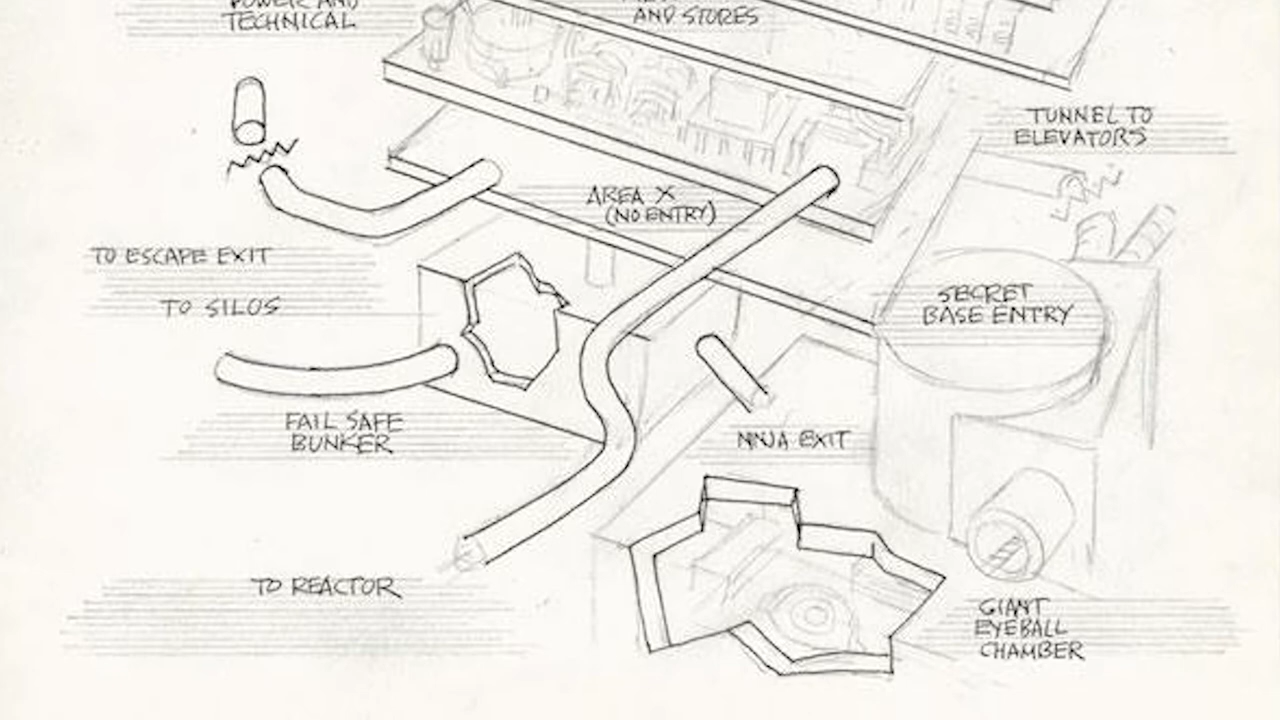 POWER AND
TECHNICAL
AND STORES
TUNNEL TO
ELEVATORS
AREA X
(NO ENTRY)
TO ESCAPE EXIT
TO SILOS
SECRET
BASE ENTRY
FAIL SAFE
BUNKER
NINJA EXIT
TO REACTOR
GIANT
EYEBALL
CHAMBER